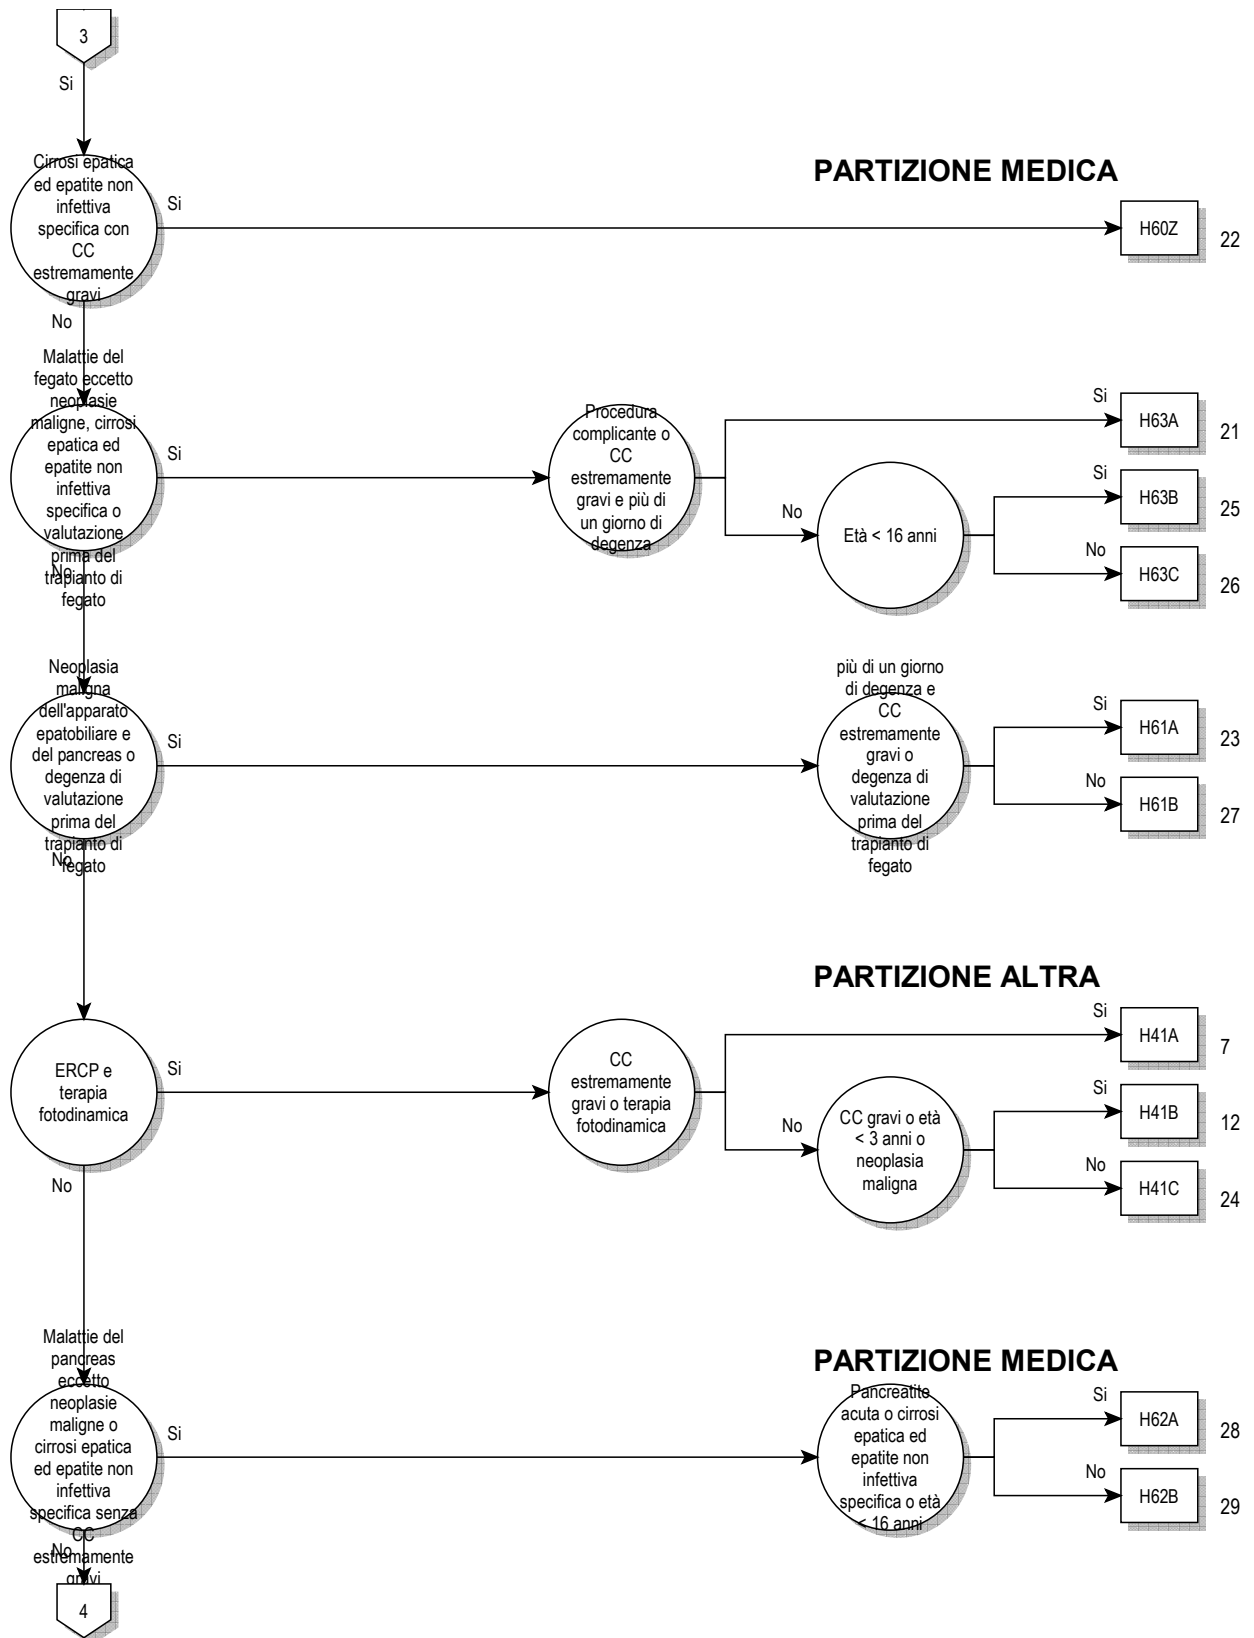 3
Si
PARTIZIONE MEDICA
Cirrosi epatica
ed epatite non
infettiva
specifica con
CC
estremamente
gravi
Si
H60Z
22
No
Malattie del
fegato eccetto
neoplasie
maligne, cirrosi
epatica ed
epatite non
infettiva
specifica o
valutazione
prima del
trapianto di
fegato
Si
Procedura
complicante o
CC
estremamente
gravi e più di
un giorno di
degenza
Si
H63A
21
No
Età < 16 anni
Si
H63B
25
No
H63C
26
No
Neoplasia
maligna
dell'apparato
epatobiliare e
del pancreas o
degenza di
valutazione
prima del
trapianto di
fegato
Si
più di un giorno
di degenza e
CC
estremamente
gravi o
degenza di
valutazione
prima del
trapianto di
fegato
Si
H61A
23
No
H61B
27
No
PARTIZIONE ALTRA
ERCP e
terapia
fotodinamica
Si
CC
estremamente
gravi o terapia
fotodinamica
Si
H41A
7
No
CC gravi o età
< 3 anni o
neoplasia
maligna
Si
H41B
12
No
H41C
24
No
PARTIZIONE MEDICA
Malattie del
pancreas
eccetto
neoplasie
maligne o
cirrosi epatica
ed epatite non
infettiva
specifica senza
CC
estremamente
gravi
Si
Pancreatite
acuta o cirrosi
epatica ed
epatite non
infettiva
specifica o età
< 16 anni
Si
H62A
28
No
H62B
29
No
4